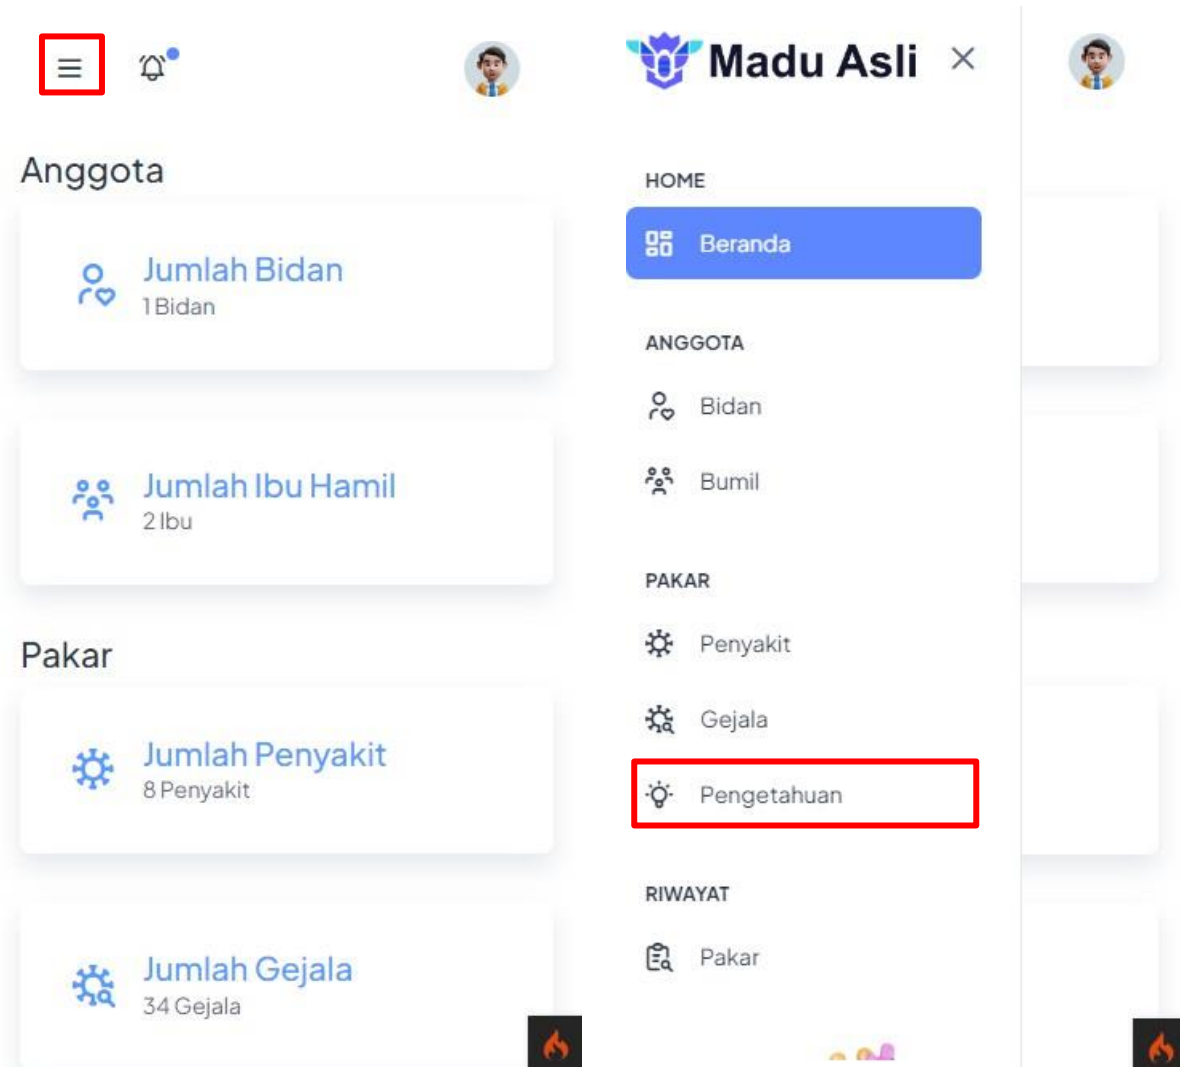 Anggota
Jumlah Bidan
1 Bidan
Jumlah Ibu Hamil
2 Ibu
Pakar
Jumlah Penyakit
8 Penyakit
Jumlah Gejala
34 Gejala
Madu Asli
HOME
Beranda
ANGGOTA
Bidan
Bumil
PAKAR
Penyakit
Gejala
Pengetahuan
RIWAYAT
Pakar